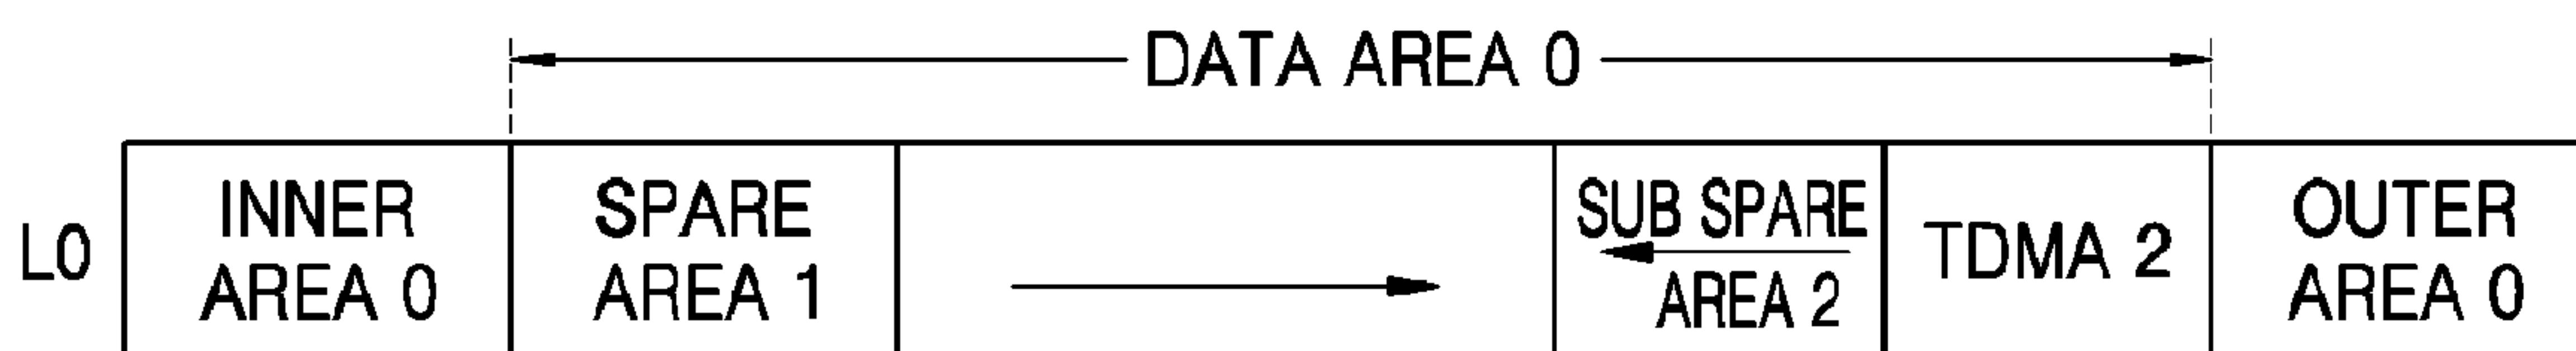 DATA AREA 0
L0
INNER
AREA 0
SPARE
AREA 1
SUB SPARE
AREA 2
TDMA 2
OUTER
AREA 0